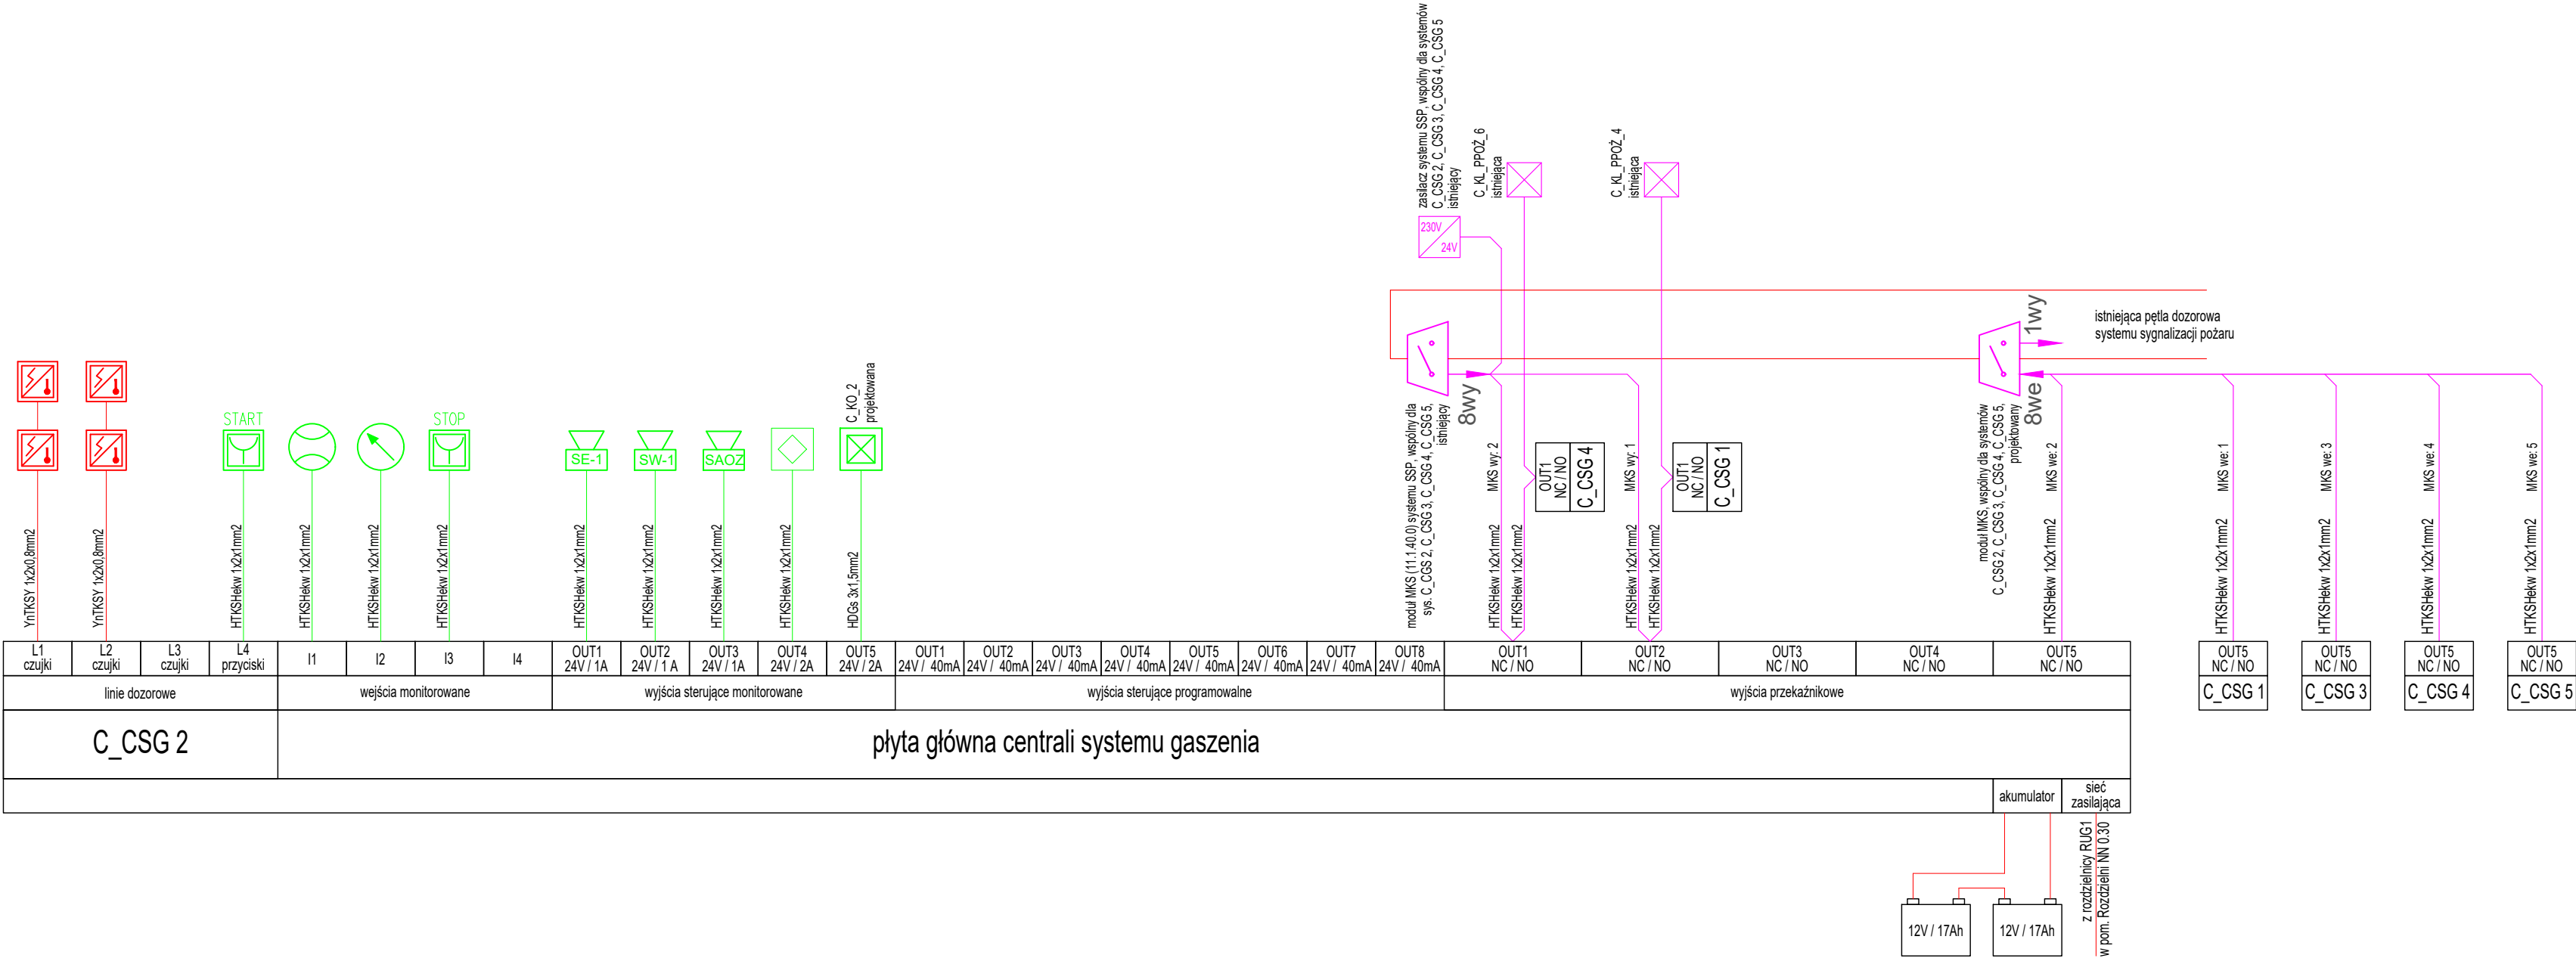 zasilacz systemu SSP, wspólny dla systemów
C_CSG 2, C_CSG 3, C_CSG 4, C_CSG 5
istniejący
C_KL_PPOŻ_6
istniejąca
C_KL_PPOŻ_4
istniejąca
230V
24V
1wy
istniejąca pętla dozorowa
systemu sygnalizacji pożaru
8wy
8we
moduł MKS (11.1.40.0) systemu SSP, wspólny dla
sys. C_CGS 2, C_CSG 3, C_CSG 4, C_CSG 5,
istniejący
moduł MKS, wspólny dla systemów
C_CSG 2, C_CSG 3, C_CSG 4, C_CSG 5,
projektowany
START
STOP
SE-1
SW-1
SAOZ
C_KO_2
projektowana
MKS wy: 2
OUT1
NC / NO
C_CSG 4
MKS wy: 1
OUT1
NC / NO
C_CSG 1
MKS we: 2
MKS we: 1
MKS we: 3
MKS we: 4
MKS we: 5
YnTKSY 1x2x0,8mm2
YnTKSY 1x2x0,8mm2
HTKSHekw 1x2x1mm2
HTKSHekw 1x2x1mm2
HTKSHekw 1x2x1mm2
HTKSHekw 1x2x1mm2
HTKSHekw 1x2x1mm2
HTKSHekw 1x2x1mm2
HTKSHekw 1x2x1mm2
HTKSHekw 1x2x1mm2
HDGs 3x1,5mm2
HTKSHekw 1x2x1mm2
HTKSHekw 1x2x1mm2
HTKSHekw 1x2x1mm2
HTKSHekw 1x2x1mm2
HTKSHekw 1x2x1mm2
HTKSHekw 1x2x1mm2
HTKSHekw 1x2x1mm2
HTKSHekw 1x2x1mm2
HTKSHekw 1x2x1mm2
L1
czujki
L2
czujki
L3
czujki
L4
przyciski
I1
I2
I3
I4
OUT1
24V / 1A
OUT2
24V / 1 A
OUT3
24V / 1A
OUT4
24V / 2A
OUT5
24V / 2A
OUT1
24V / 40mA
OUT2
24V / 40mA
OUT3
24V / 40mA
OUT4
24V / 40mA
OUT5
24V / 40mA
OUT6
24V / 40mA
OUT7
24V / 40mA
OUT8
24V / 40mA
OUT1
NC / NO
OUT2
NC / NO
OUT3
NC / NO
OUT4
NC / NO
OUT5
NC / NO
OUT5
NC / NO
C_CSG 1
OUT5
NC / NO
C_CSG 3
OUT5
NC / NO
C_CSG 4
OUT5
NC / NO
C_CSG 5
linie dozorowe
wejścia monitorowane
wyjścia sterujące monitorowane
wyjścia sterujące programowalne
wyjścia przekaźnikowe
C_CSG 2
płyta główna centrali systemu gaszenia
akumulator
sieć
zasilająca
12V / 17Ah
12V / 17Ah
z rozdzielnicy RUG1
w pom. Rozdzielni NN 0.30